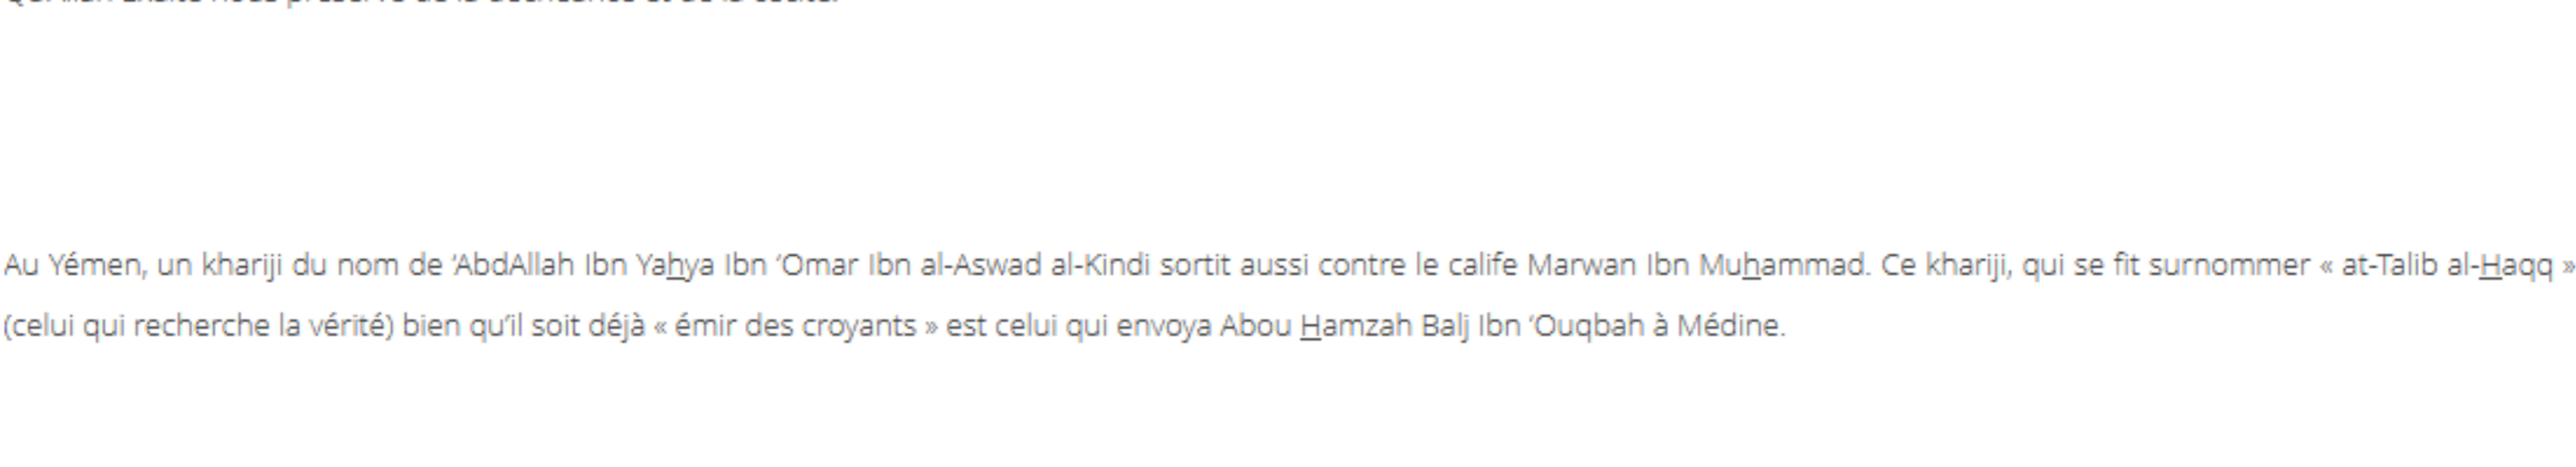 Au Yémen, un khariji du nom de ‘AbdAllah Ibn Yahya Ibn ‘Omar Ibn al-Aswad al-Kindi sortit aussi contre le calife Marwan Ibn Muhammad. Ce khariji, qui se fit surnommer « at-Talib al-Haqq »
(celui qui recherche la vérité) bien qu’il soit déjà « émir des croyants » est celui qui envoya Abou Hamzah Balj Ibn ‘Ouqbah à Médine.